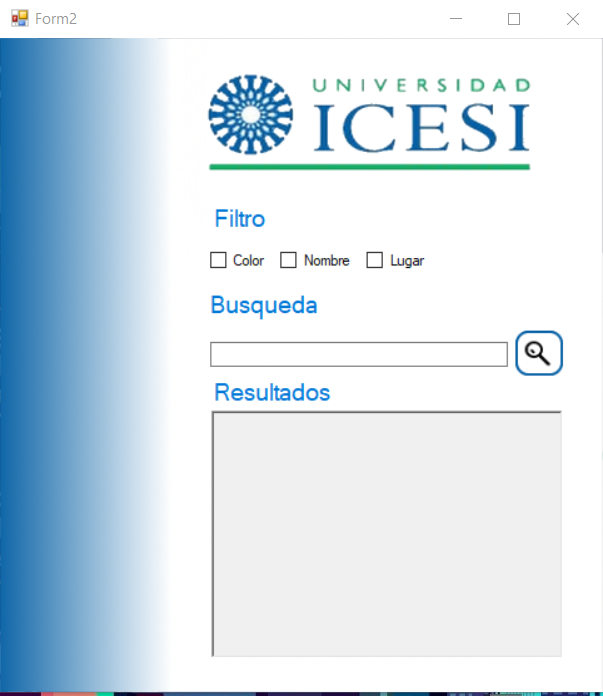 Form2
UNIVERSIDAD
ICESI
Filtro
Color Nombre Lugar
Busqueda
Resultados